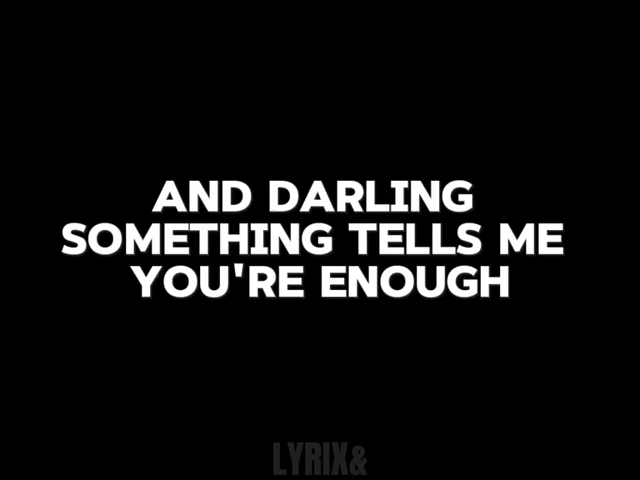 AND DARLING
SOMETHING TELLS ME
YOU'RE ENOUGH
LYRIX&